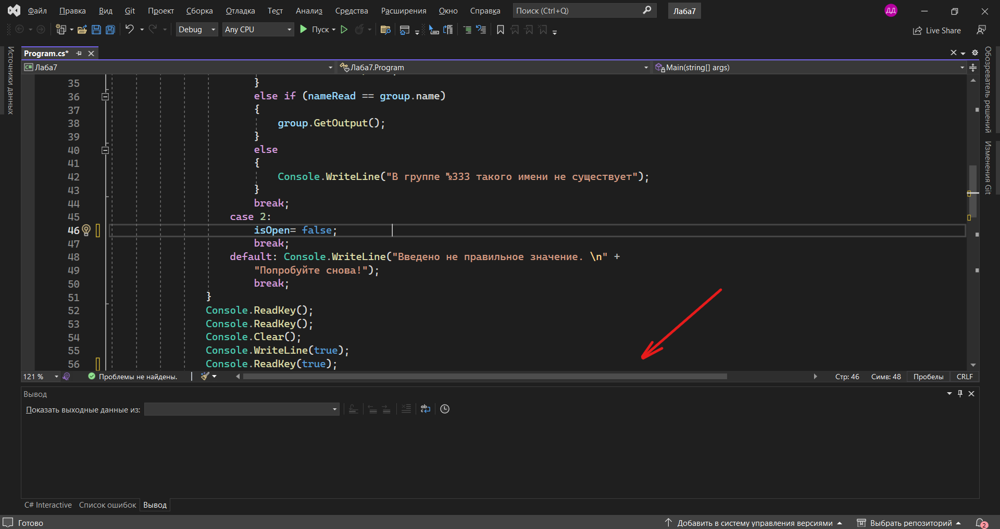 Файл Правка Вид Git Проект Сборка Отладка Тест Анализ Средства Расширения Окно Справка Поиск (Ctrl+Q) Лаба7 ДД
Debug Any CPU Пуск Live Share
Источники данных
Program.cs*
Лаба7 Лаба7.Program Main(string[] args)
35 }
36 else if (nameRead == group.name)
37 {
38 group.GetOutput();
39 }
40 else
41 {
42 Console.WriteLine("В группе %333 такого имени не существует");
43 }
44 break;
45 case 2:
46 isOpen= false;
47 break;
48 default: Console.WriteLine("Введено не правильное значение. \n" +
49 "Попробуйте снова!");
50 break;
51 }
52 Console.ReadKey();
53 Console.ReadKey();
54 Console.Clear();
55 Console.WriteLine(true);
56 Console.ReadKey(true);
Обозреватель решений
Изменения Git
121 % Проблемы не найдены. Стр: 46 Симв: 48 Пробелы CRLF
Вывод
Показать выходные данные из:
C# Interactive Список ошибок Вывод
Готово Добавить в систему управления версиями Выбрать репозиторий 2